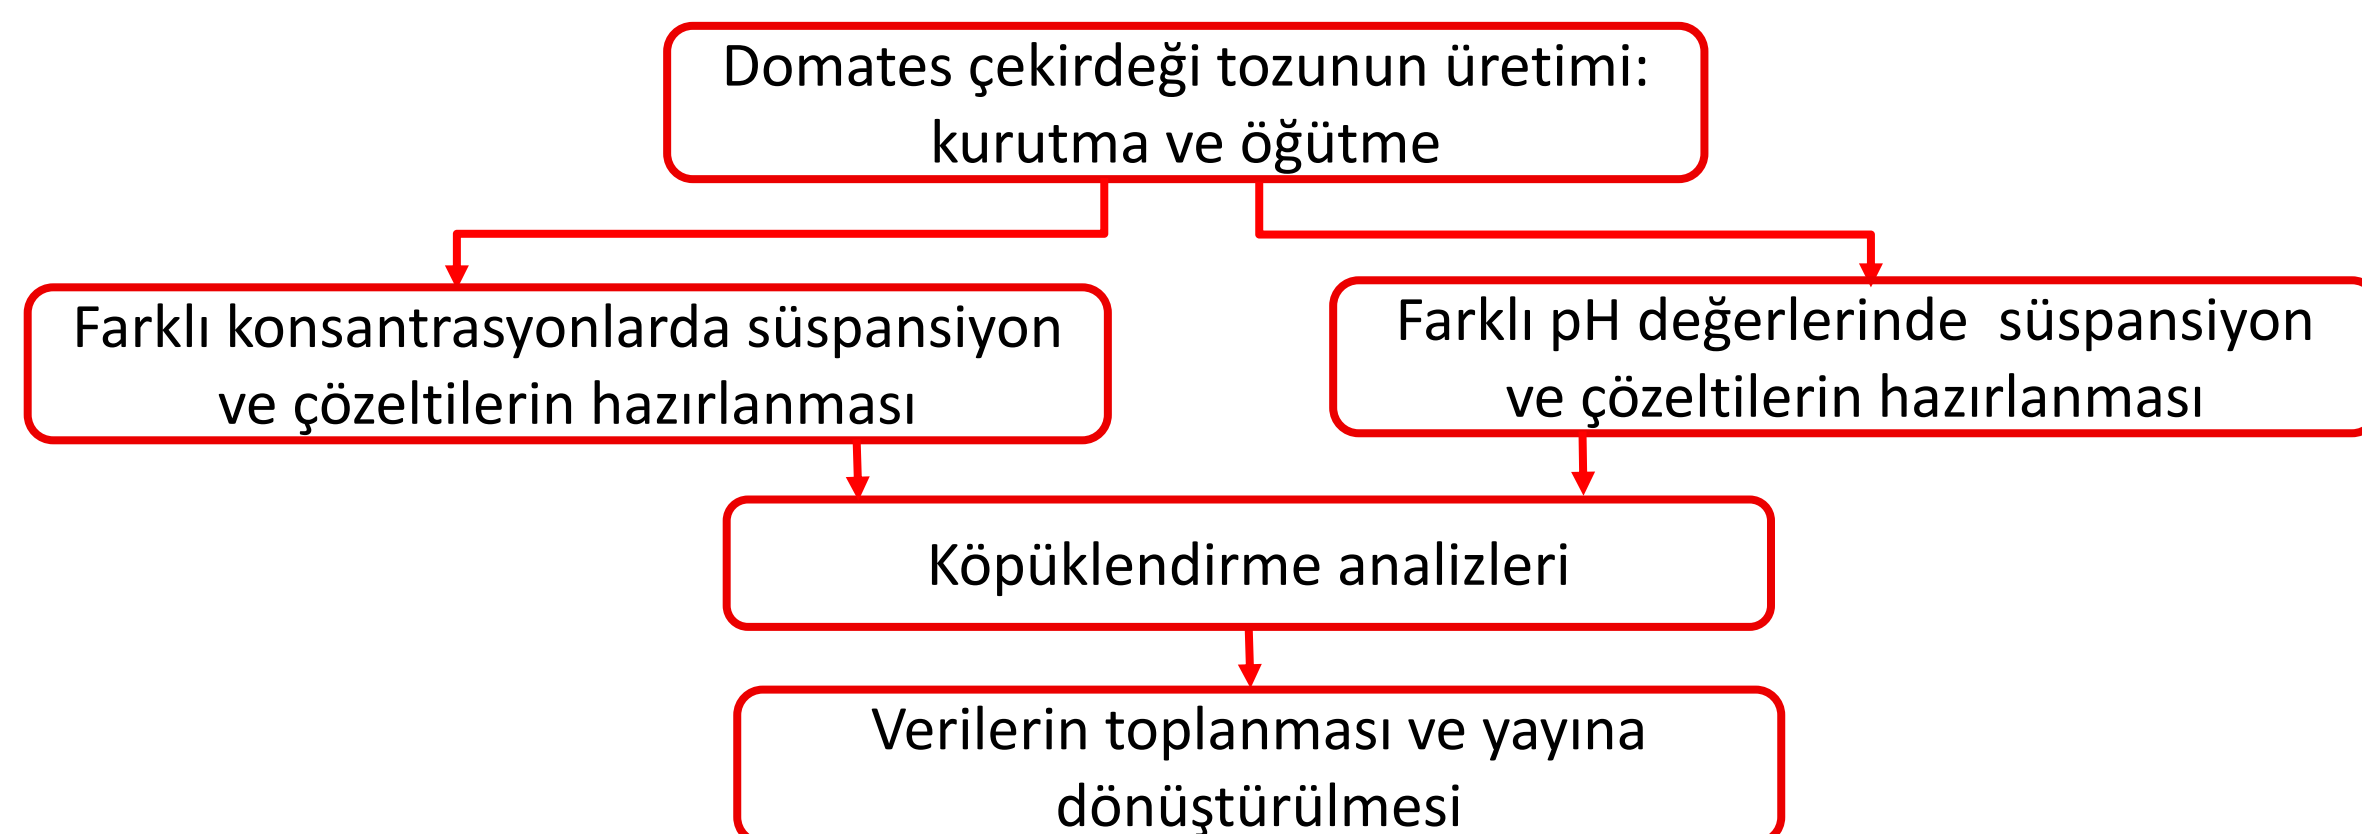 Domates çekirdeği tozunun üretimi:
kurutma ve öğütme
Farklı konsantrasyonlarda süspansiyon
ve çözeltilerin hazırlanması
Farklı pH değerlerinde  süspansiyon
ve çözeltilerin hazırlanması
Köpüklendirme analizleri
Verilerin toplanması ve yayına
dönüştürülmesi